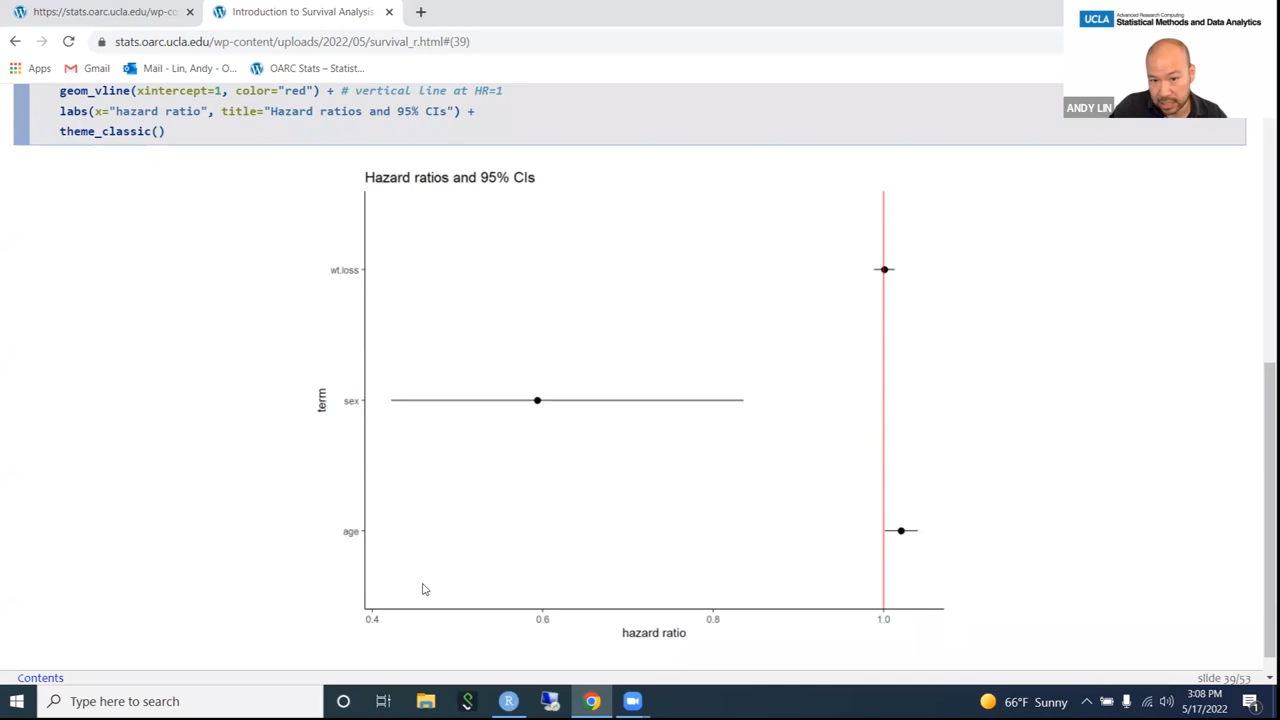 https://stats.oarc.ucla.edu/wp-co
Introduction to Survival Analysis
stats.oarc.ucla.edu/wp-content/uploads/2022/05/survival_r.html#(39)
Apps
Gmail
Mail - Lin, Andy - O...
OARC Stats – Statist...
UCLA
Advanced Research Computing
Statistical Methods and Data Analytics
ANDY LIN
geom_vline(xintercept=1, color="red") + # vertical line at HR=1
labs(x="hazard ratio", title="Hazard ratios and 95% CIs") +
theme_classic()
Hazard ratios and 95% CIs
wt.loss
term
sex
age
0.4
0.6
0.8
1.0
hazard ratio
Contents
slide 39/53
Type here to search
66°F Sunny
3:08 PM
5/17/2022